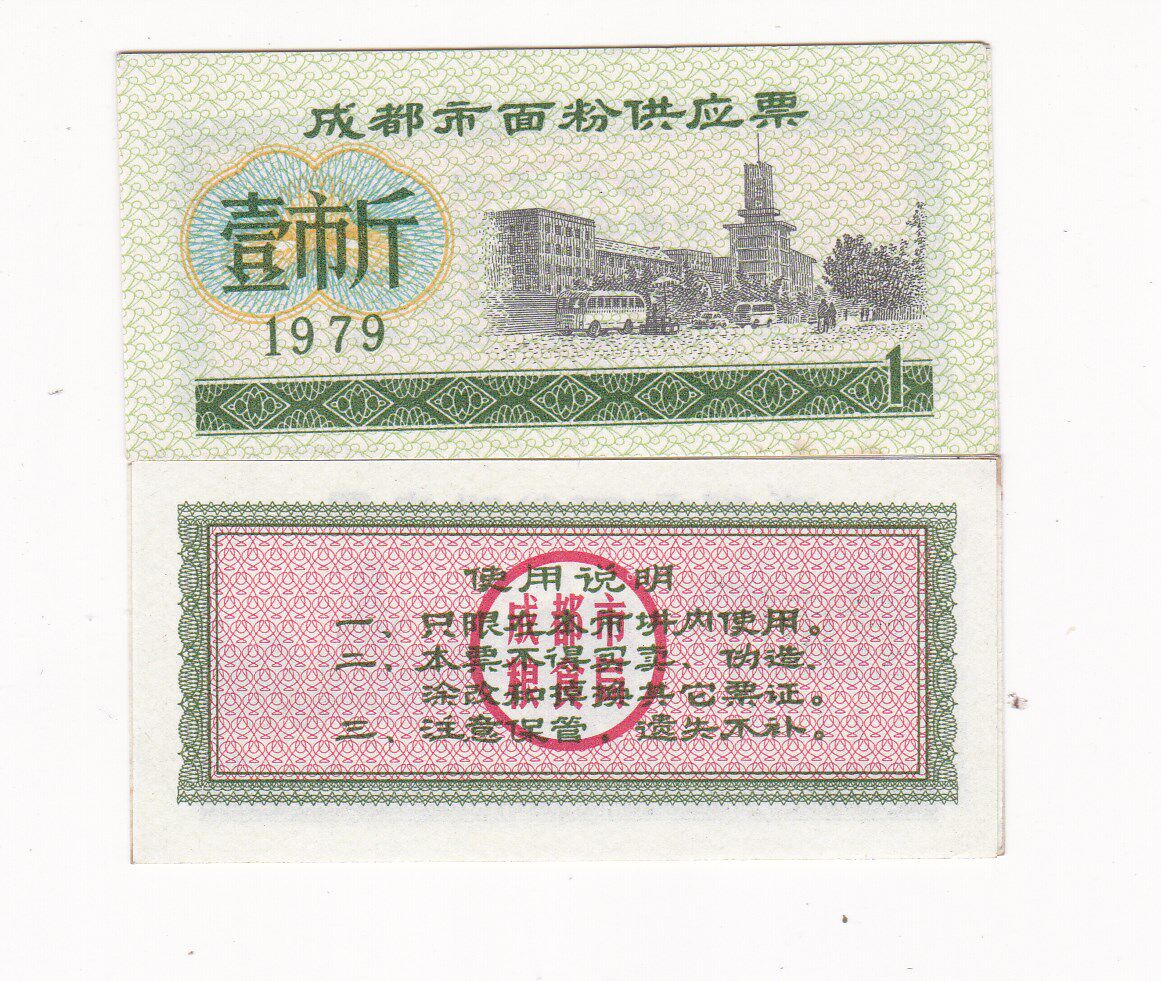 成都市面粉供应票
壹市斤
1979
1
使用说明
一、只限在本市城内使用。
二、本票不得买卖、伪造、
涂改和掉换其它票证。
三、注意保管，遗失不补。
成都市
粮食局